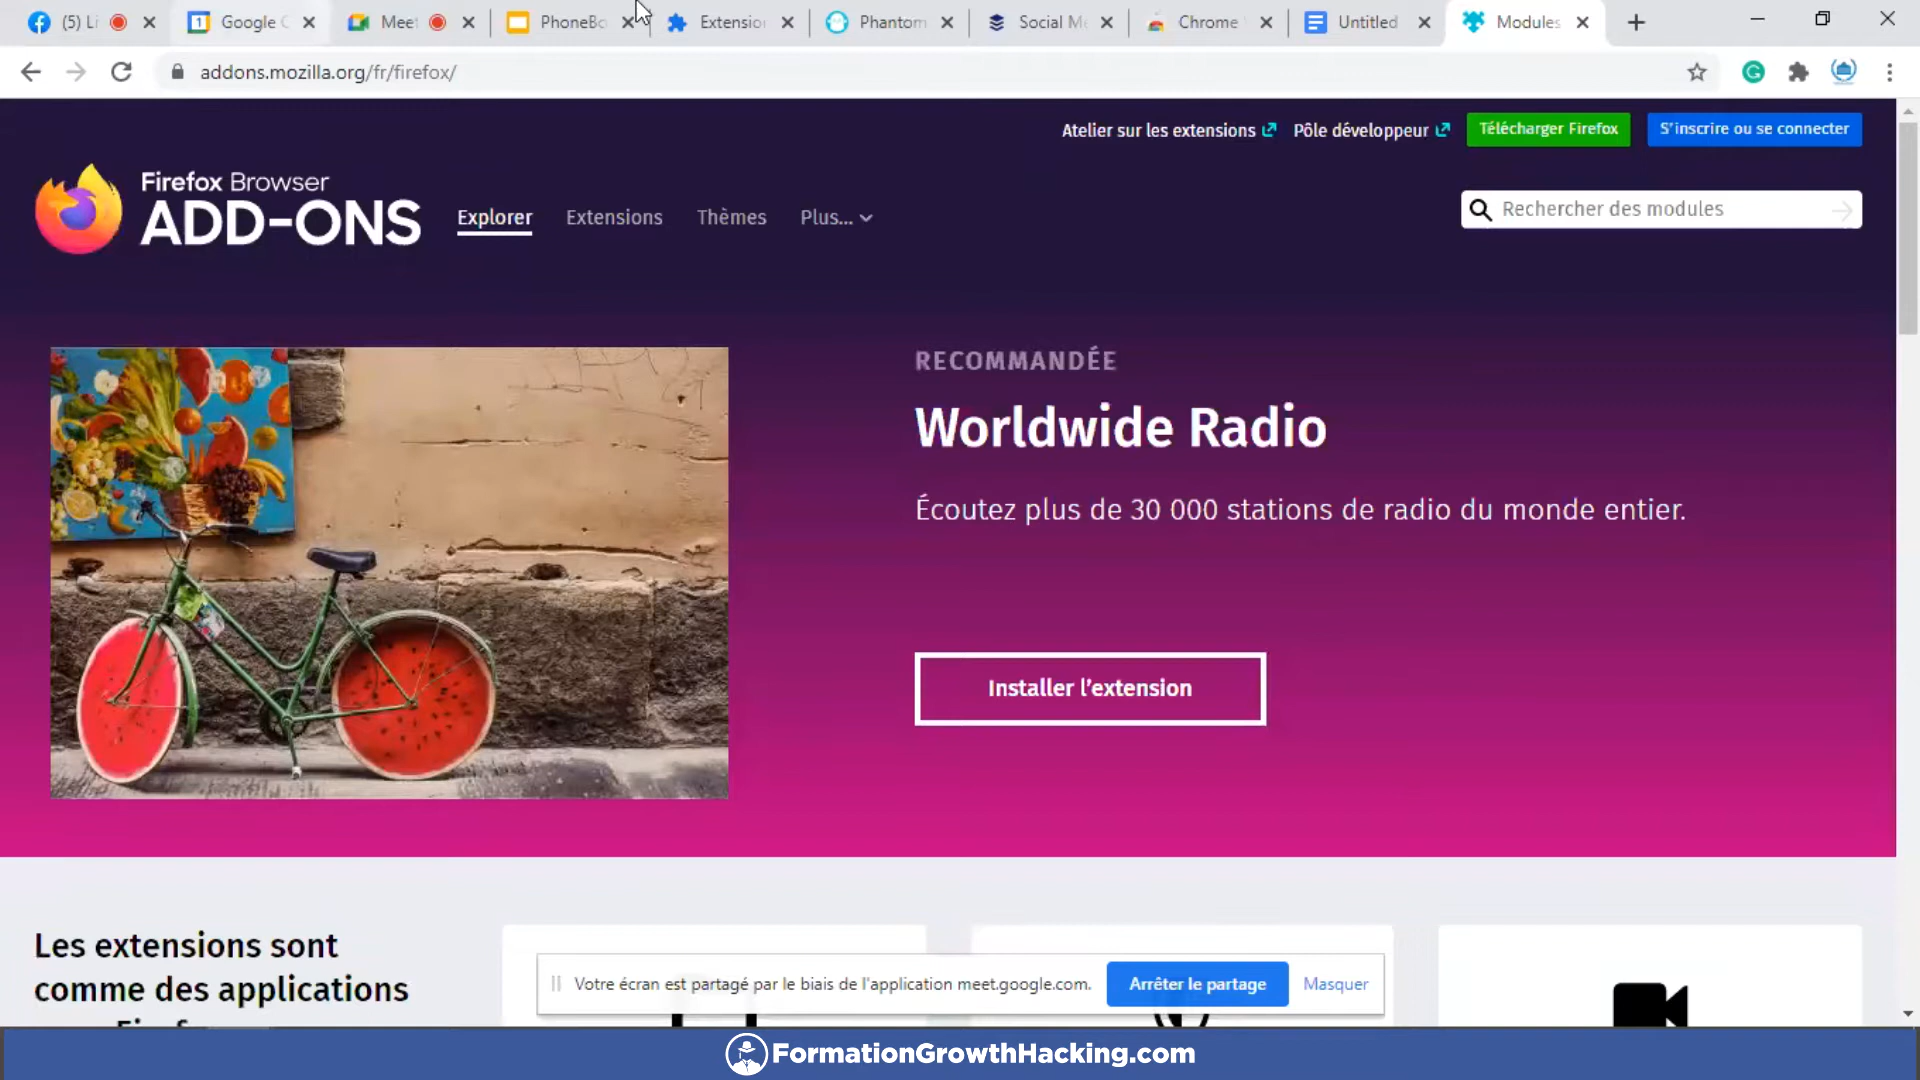 (5) Li
Google C
Meet
PhoneBo
Extension
Phantom
Social Me
Chrome
Untitled
Modules
addons.mozilla.org/fr/firefox/
Atelier sur les extensions
Pôle développeur
Télécharger Firefox
S'inscrire ou se connecter
Firefox Browser
ADD-ONS
Explorer
Extensions
Thèmes
Plus...
Rechercher des modules
RECOMMANDÉE
Worldwide Radio
Écoutez plus de 30 000 stations de radio du monde entier.
Installer l'extension
Les extensions sont
comme des applications
Votre écran est partagé par le biais de l'application meet.google.com.
Arrêter le partage
Masquer
FormationGrowthHacking.com